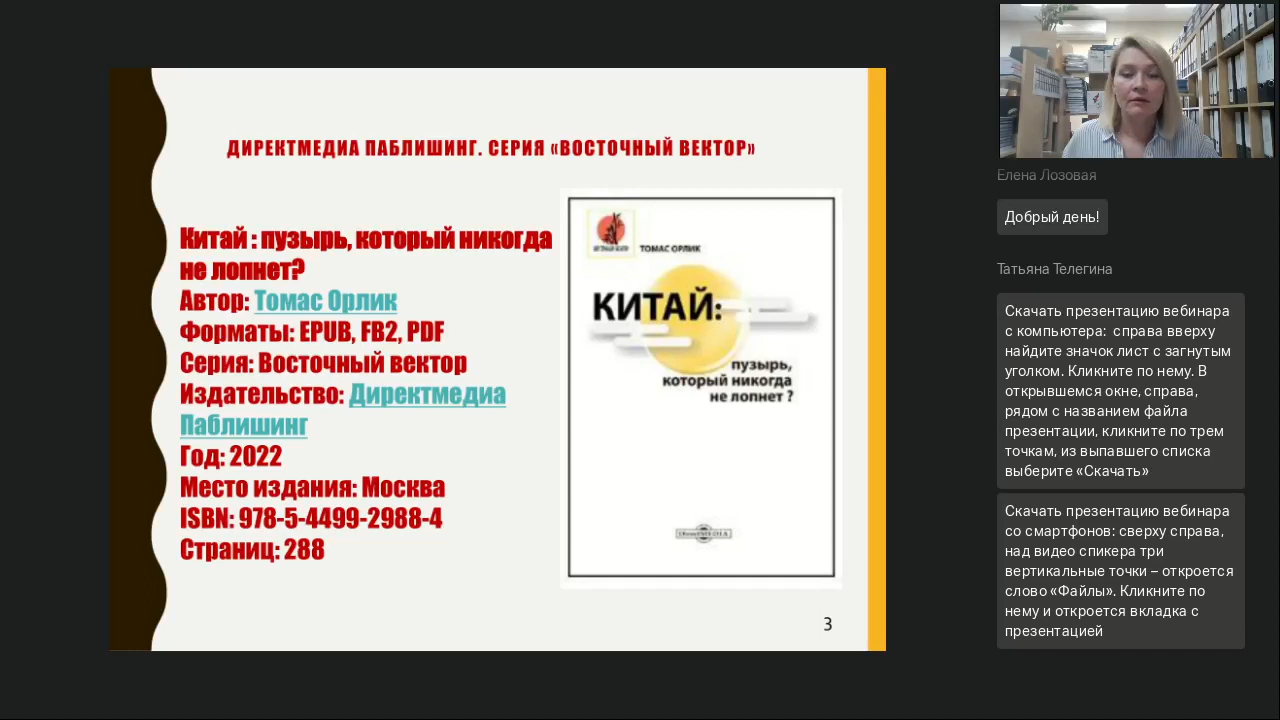 ДИРЕКТМЕДИА ПАБЛИШИНГ. СЕРИЯ «ВОСТОЧНЫЙ ВЕКТОР»
Китай : пузырь, который никогда
не лопнет?
Автор: Томас Орлик
Форматы: EPUB, FB2, PDF
Серия: Восточный вектор
Издательство: Директмедиа
Паблишинг
Год: 2022
Место издания: Москва
ISBN: 978-5-4499-2988-4
Страниц: 288
ТОМАС ОРЛИК
КИТАЙ:
пузырь,
который никогда
не лопнет ?
3
Елена Лозовая
Добрый день!
Татьяна Телегина
Скачать презентацию вебинара
с компьютера: справа вверху
найдите значок лист с загнутым
уголком. Кликните по нему. В
открывшемся окне, справа,
рядом с названием файла
презентации, кликните по трем
точкам, из выпавшего списка
выберите «Скачать»
Скачать презентацию вебинара
со смартфонов: сверху справа,
над видео спикера три
вертикальные точки – откроется
слово «Файлы». Кликните по
нему и откроется вкладка с
презентацией